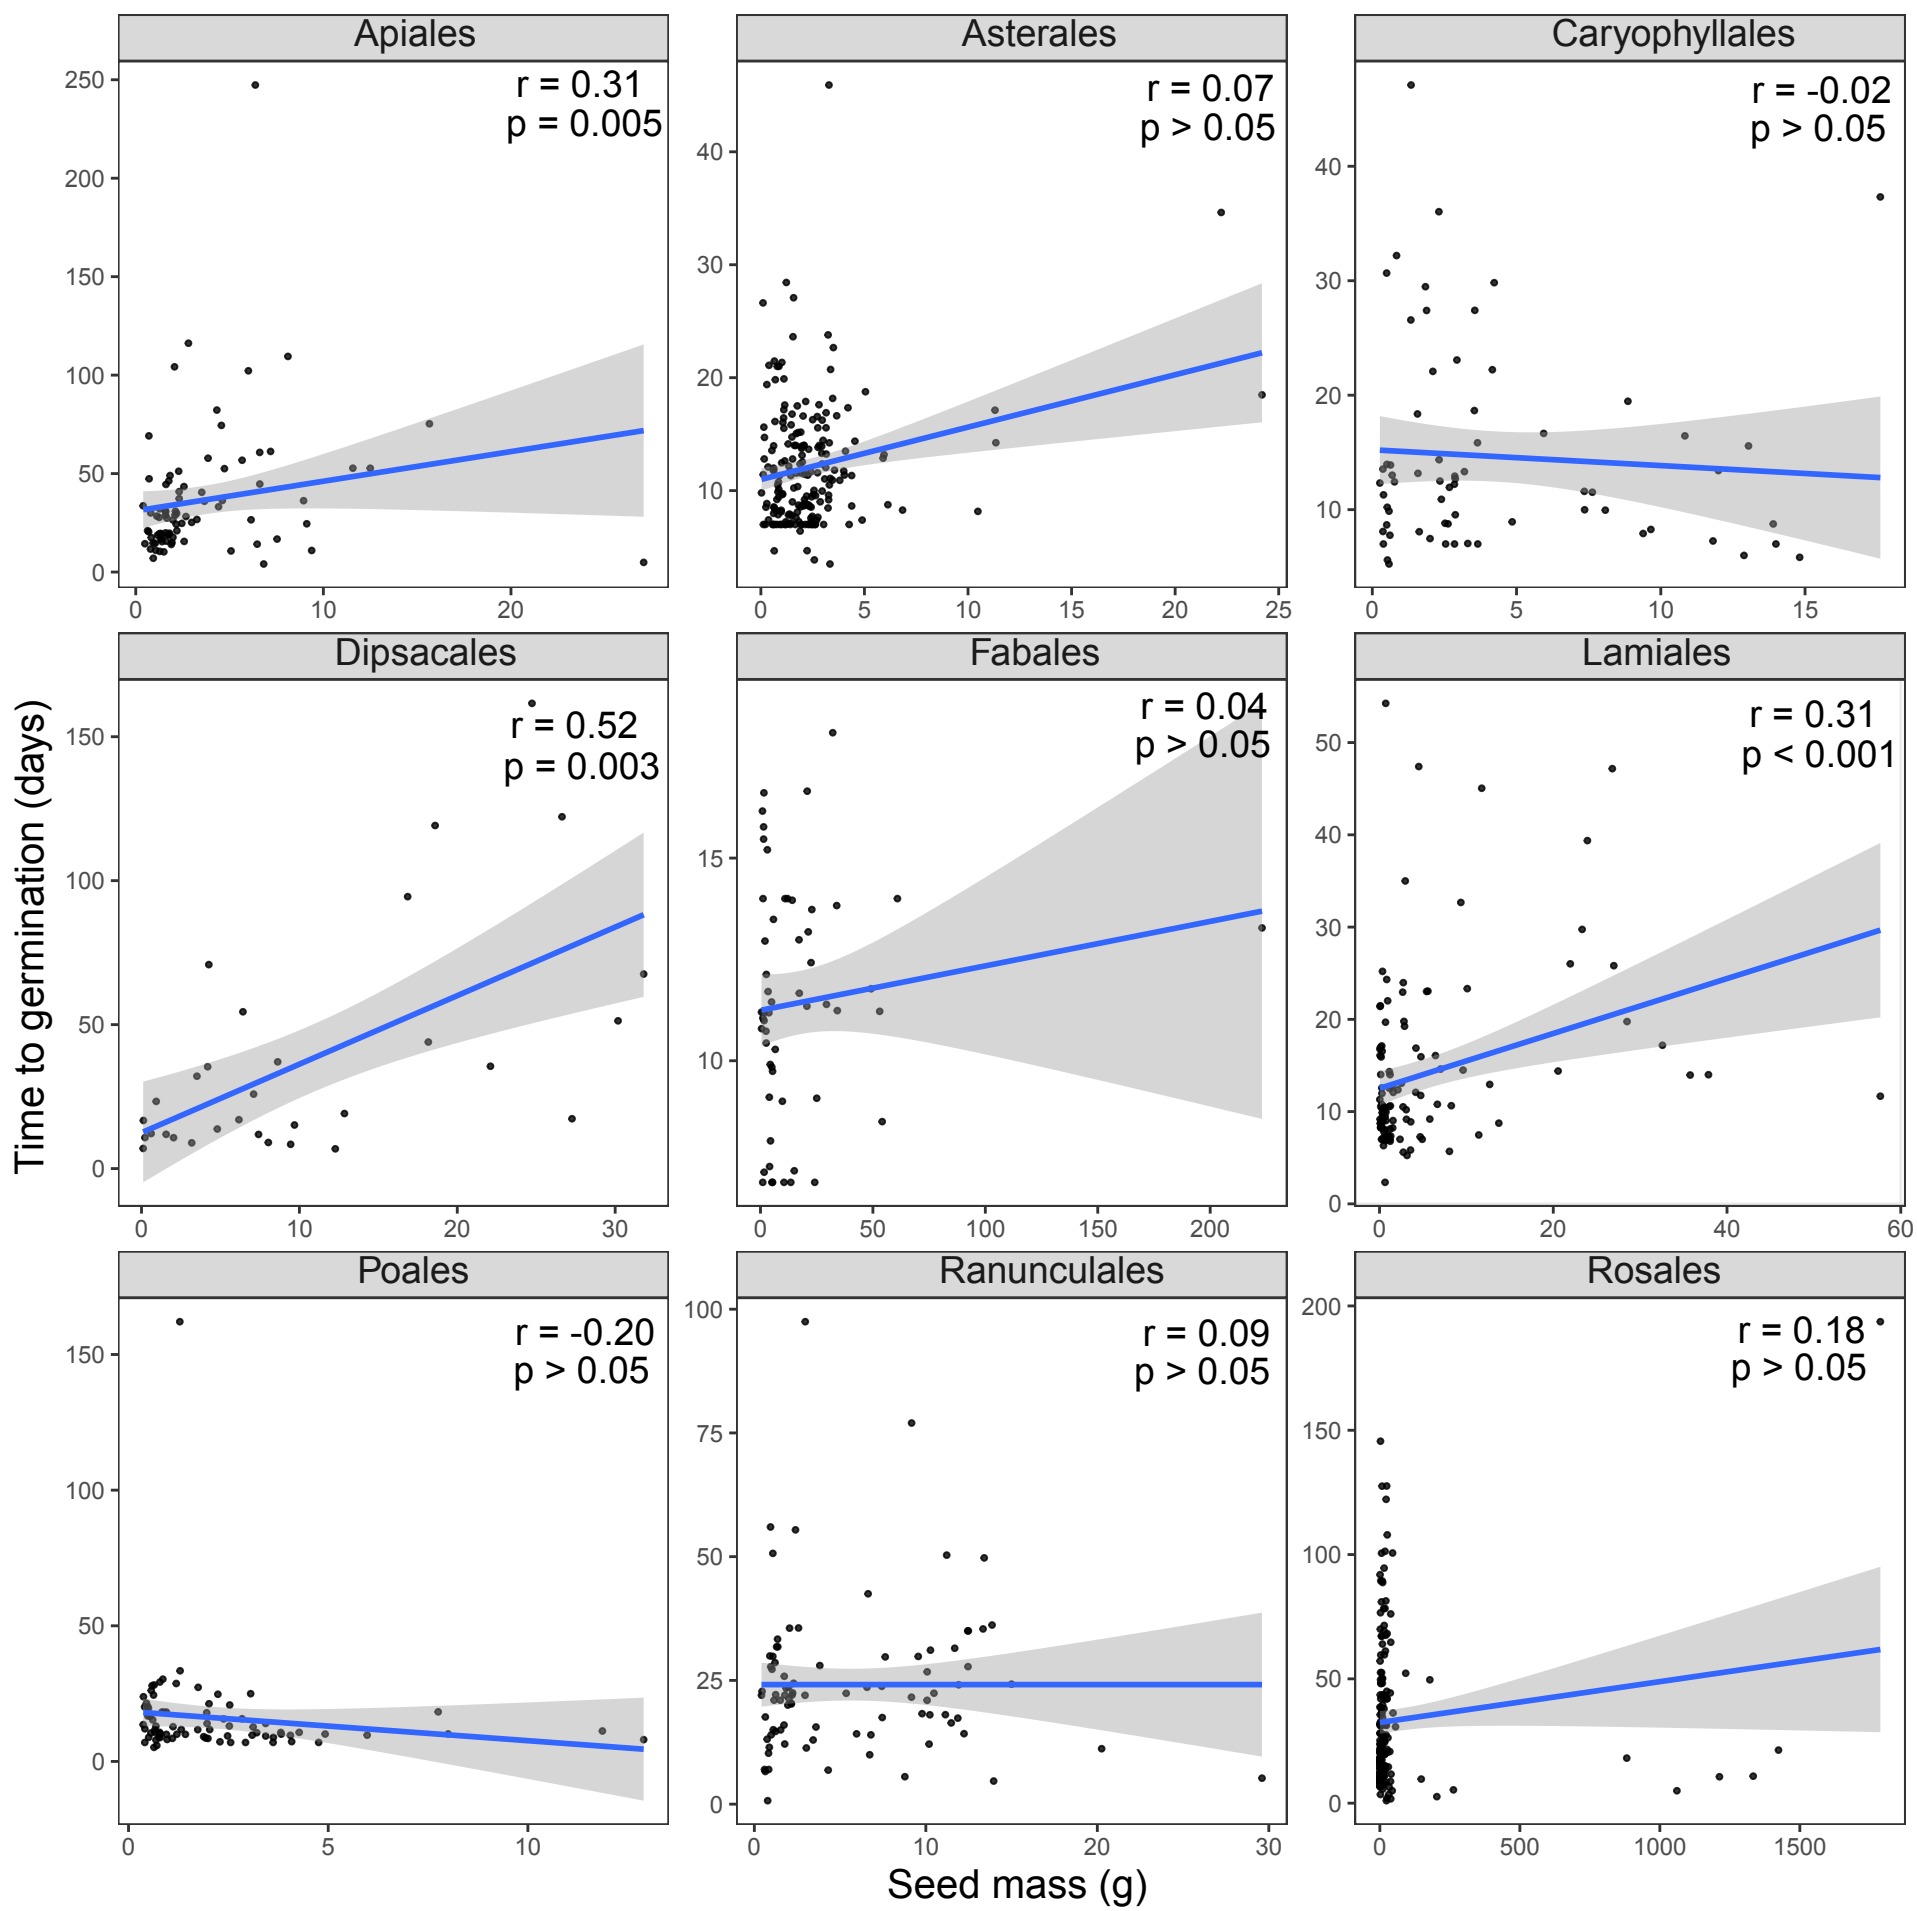 Apiales
r = 0.31
p = 0.005
250
200
150
100
50
0
0 10 20
Asterales
r = 0.07
p > 0.05
40
30
20
10
0 5 10 15 20 25
Caryophyllales
r = -0.02
p > 0.05
40
30
20
10
0 5 10 15
Time to germination (days)
Dipsacales
r = 0.52
p = 0.003
150
100
50
0
0 10 20 30
Fabales
r = 0.04
p > 0.05
15
10
0 50 100 150 200
Lamiales
r = 0.31
p < 0.001
50
40
30
20
10
0
0 20 40 60
Poales
r = -0.20
p > 0.05
150
100
50
0
0 5 10
Ranunculales
r = 0.09
p > 0.05
100
75
50
25
0
0 10 20 30
Rosales
r = 0.18
p > 0.05
200
150
100
50
0
0 500 1000 1500
Seed mass (g)